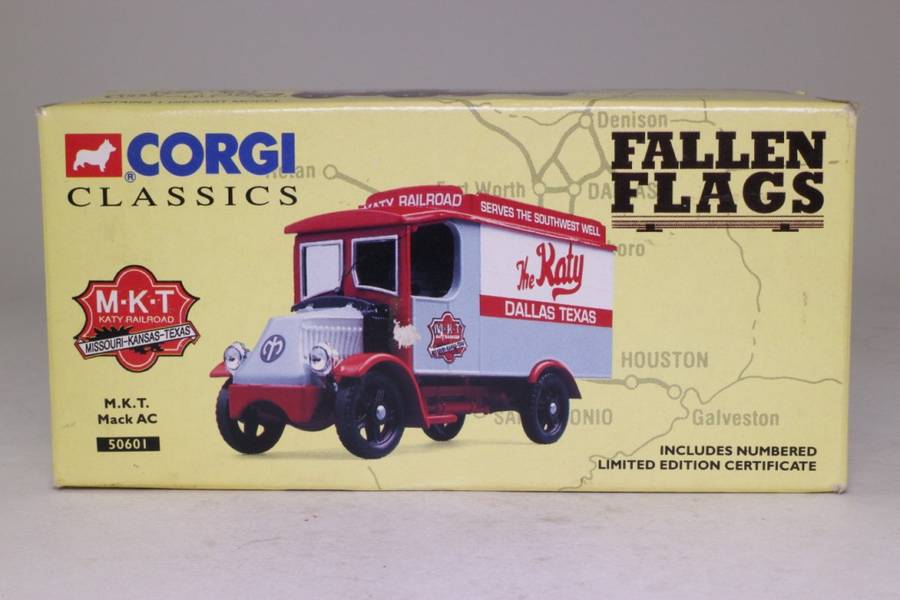 CORGI
®
CLASSICS
FALLEN
FLAGS
Denison
Fort Worth
DALLAS
KATY RAILROAD
SERVES THE SOUTHWEST WELL
The Katy
DALLAS TEXAS
M·K·T
M·K·T
KATY RAILROAD
MISSOURI-KANSAS-TEXAS
M.K.T.
Mack AC
50601
HOUSTON
SAN ANTONIO
Galveston
INCLUDES NUMBERED
LIMITED EDITION CERTIFICATE